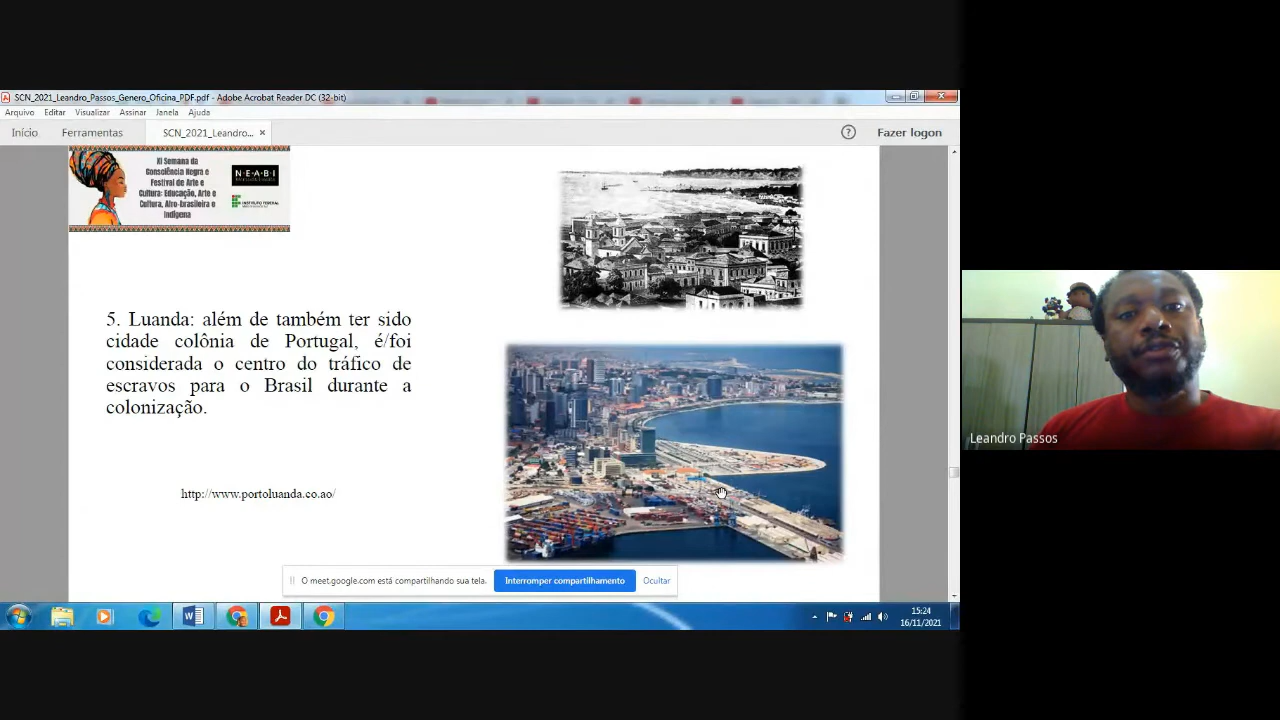 SCN_2021_Leandro_Passos_Genero_Oficina_PDF.pdf - Adobe Acrobat Reader DC (32-bit)
Arquivo Editar Visualizar Assinar Janela Ajuda
Início Ferramentas SCN_2021_Leandro... × Fazer logon
XI Semana da
Consciência Negra e
Festival de Arte e
Cultura: Educação, Arte e
Cultura, Afro-brasileira e
Indígena
N·E·A·B·I
INSTITUTO FEDERAL
5. Luanda: além de também ter sido
cidade colônia de Portugal, é/foi
considerada o centro do tráfico de
escravos para o Brasil durante a
colonização.
http://www.portoluanda.co.ao/
Leandro Passos
O meet.google.com está compartilhando sua tela.
Interromper compartilhamento
Ocultar
15:24
16/11/2021